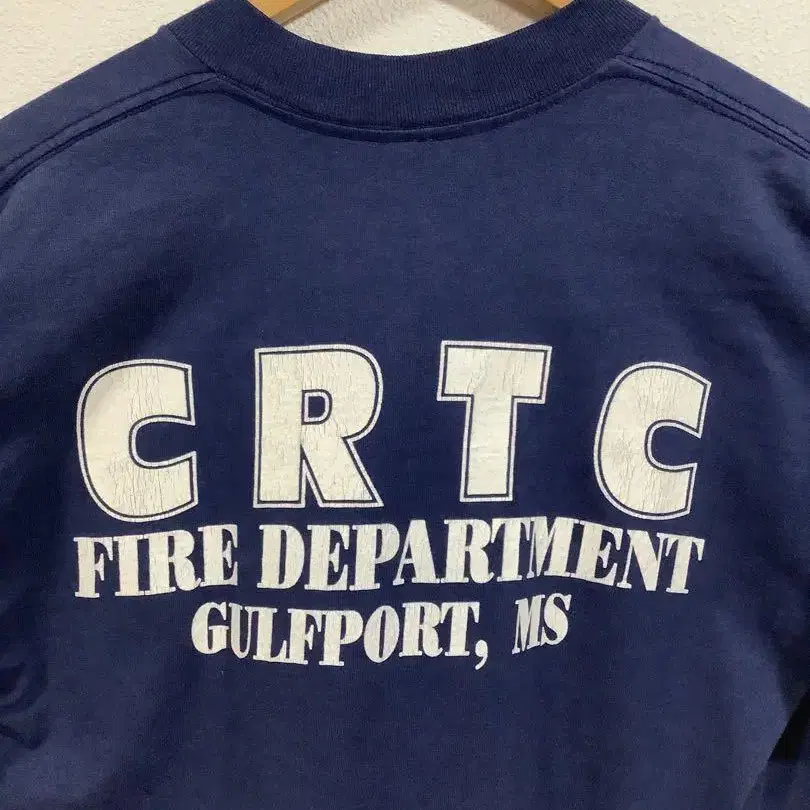 CRTC
FIRE DEPARTMENT
GULFPORT, MS